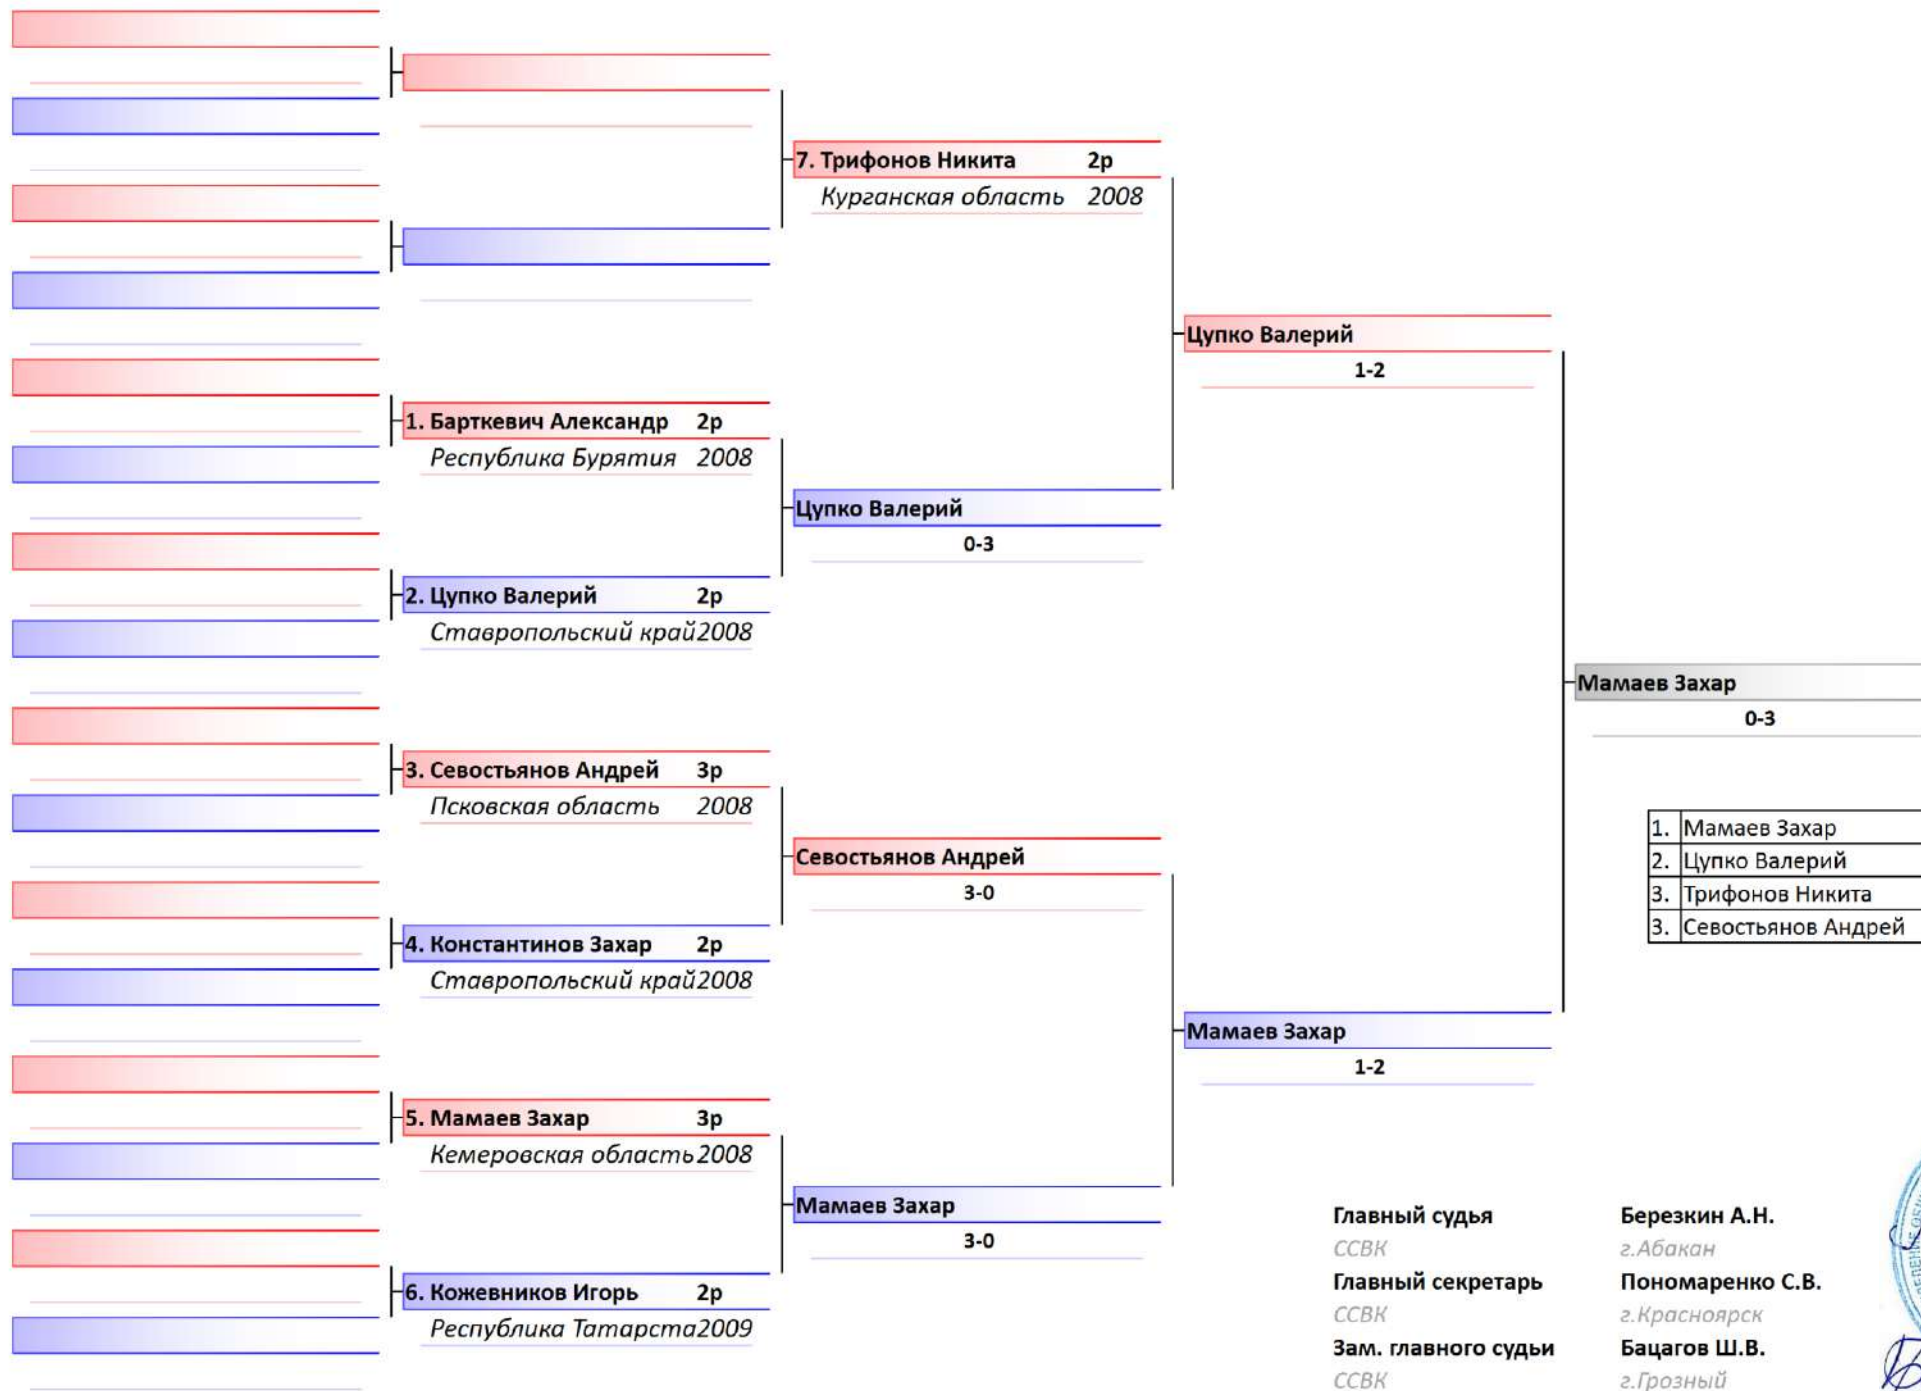 7. Трифонов Никита 2р
Курганская область 2008
Цупко Валерий
1-2
1. Барткевич Александр 2р
Республика Бурятия 2008
Цупко Валерий
0-3
2. Цупко Валерий 2р
Ставропольский край 2008
Мамаев Захар
0-3
3. Севостьянов Андрей 3р
Псковская область 2008
Севостьянов Андрей
3-0
1. Мамаев Захар
2. Цупко Валерий
3. Трифонов Никита
3. Севостьянов Андрей
4. Константинов Захар 2р
Ставропольский край 2008
Мамаев Захар
1-2
5. Мамаев Захар 3р
Кемеровская область 2008
Мамаев Захар
3-0
6. Кожевников Игорь 2р
Республика Татарста 2009
Главный судья Березкин А.Н.
ССВК г.Абакан
Главный секретарь Пономаренко С.В.
ССВК г.Красноярск
Зам. главного судьи Бацагов Ш.В.
ССВК г.Грозный